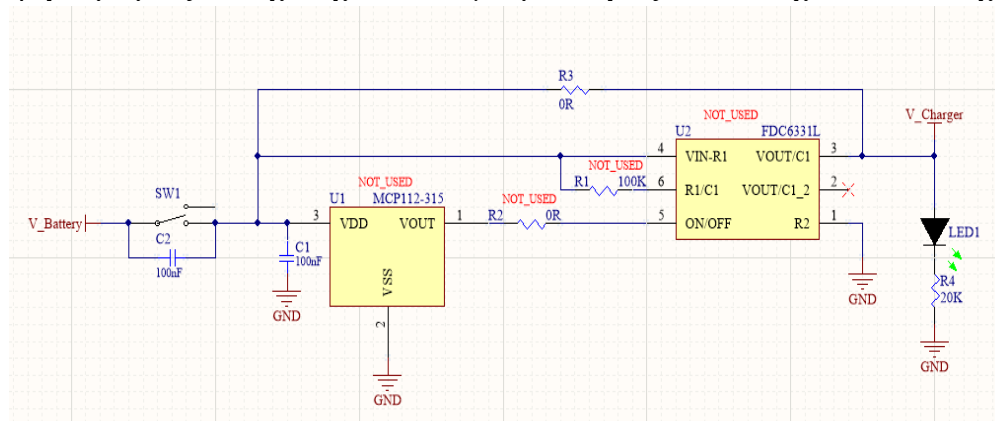 R3
0R
NOT_USED
V_Charger
U2
FDC6331L
4
VIN-R1
VOUT/C1
3
NOT_USED
R1
100K
6
R1/C1
VOUT/C1_2
2
SW1
NOT_USED
U1
MCP112-315
NOT_USED
V_Battery
3
VDD
VOUT
1
R2
0R
5
ON/OFF
R2
1
LED1
C2
100nF
C1
100nF
VSS
2
GND
GND
R4
20K
GND
GND